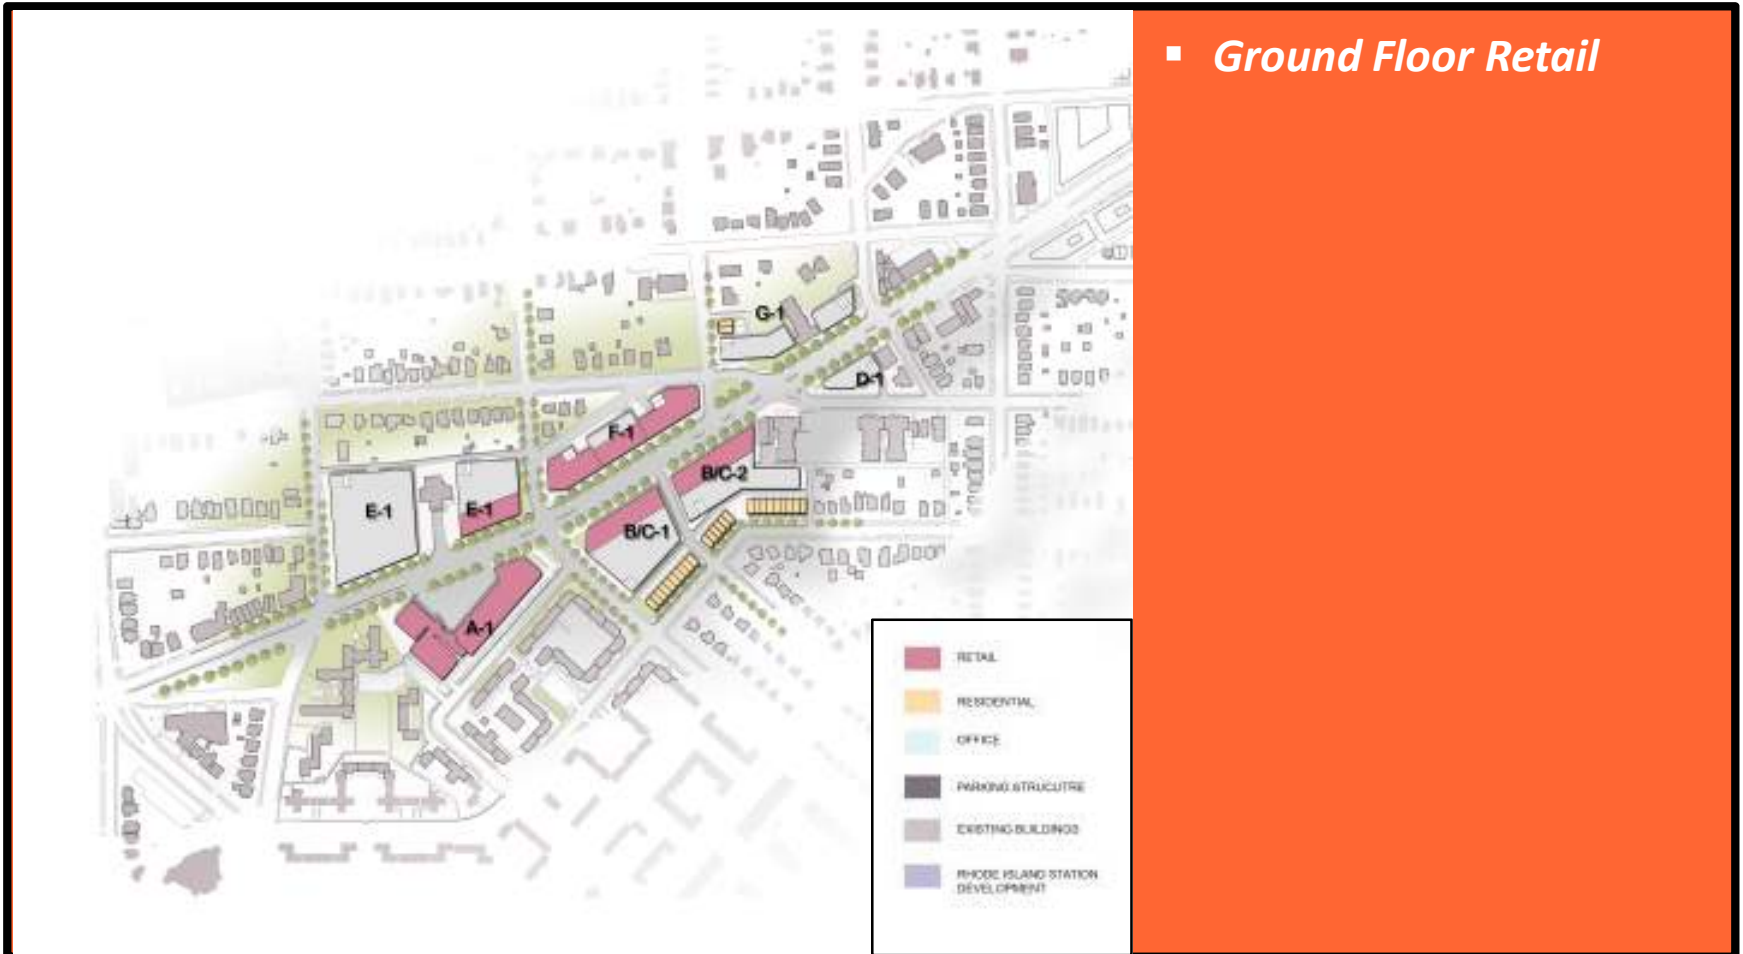 ▪ Ground Floor Retail
G-1
D-1
F-1
B/C-2
E-1
E-1
B/C-1
A-1
RETAIL
RESIDENTIAL
OFFICE
PARKING STRUCUTRE
EXISTING BUILDINGS
RHODE ISLAND STATION
DEVELOPMENT